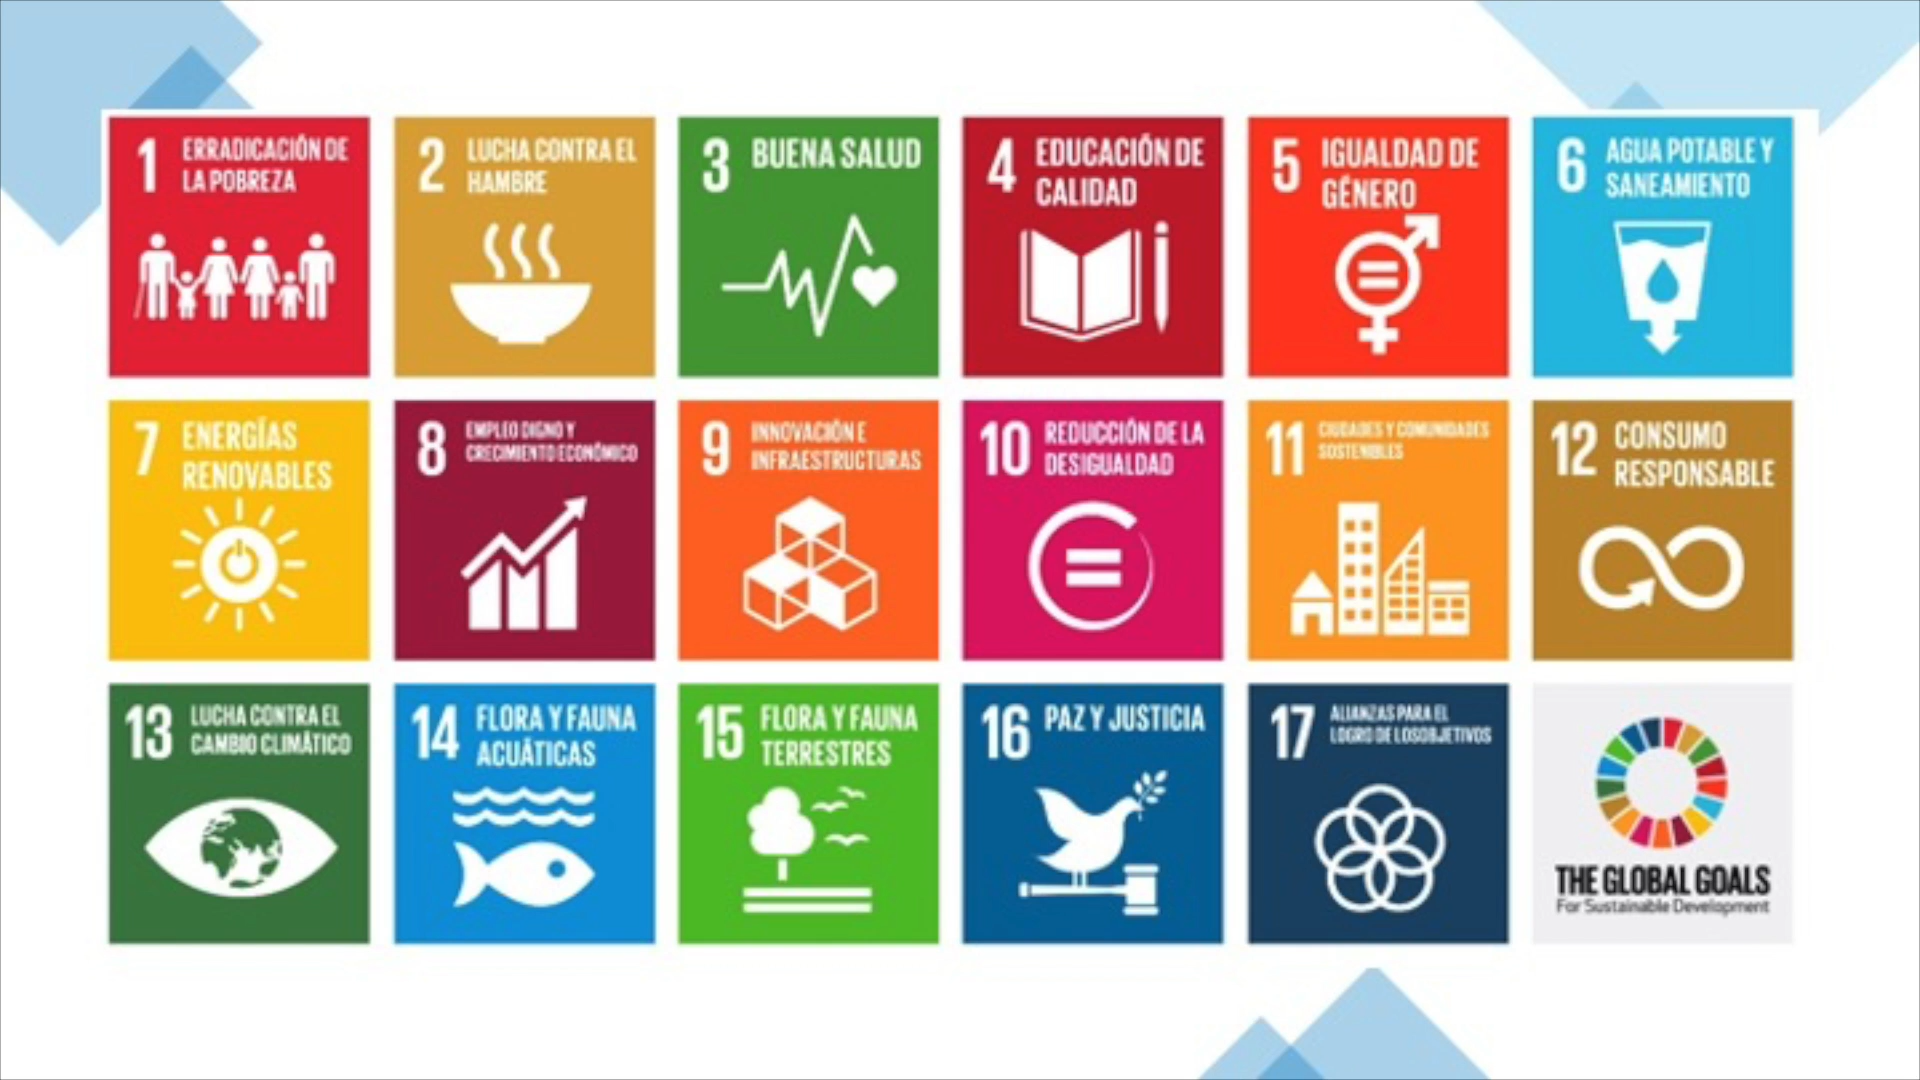 1 ERRADICACIÓN DE
LA POBREZA
2 LUCHA CONTRA EL
HAMBRE
3 BUENA SALUD
4 EDUCACIÓN DE
CALIDAD
5 IGUALDAD DE
GÉNERO
6 AGUA POTABLE Y
SANEAMIENTO
7 ENERGÍAS
RENOVABLES
8 EMPLEO DIGNO Y
CRECIMIENTO ECONÓMICO
9 INNOVACIÓN E
INFRAESTRUCTURAS
10 REDUCCIÓN DE LA
DESIGUALDAD
11 CIUDADES Y COMUNIDADES
SOSTENIBLES
12 CONSUMO
RESPONSABLE
13 LUCHA CONTRA EL
CAMBIO CLIMÁTICO
14 FLORA Y FAUNA
ACUÁTICAS
15 FLORA Y FAUNA
TERRESTRES
16 PAZ Y JUSTICIA
17 ALIANZAS PARA EL
LOGRO DE LOS OBJETIVOS
THE GLOBAL GOALS
For Sustainable Development